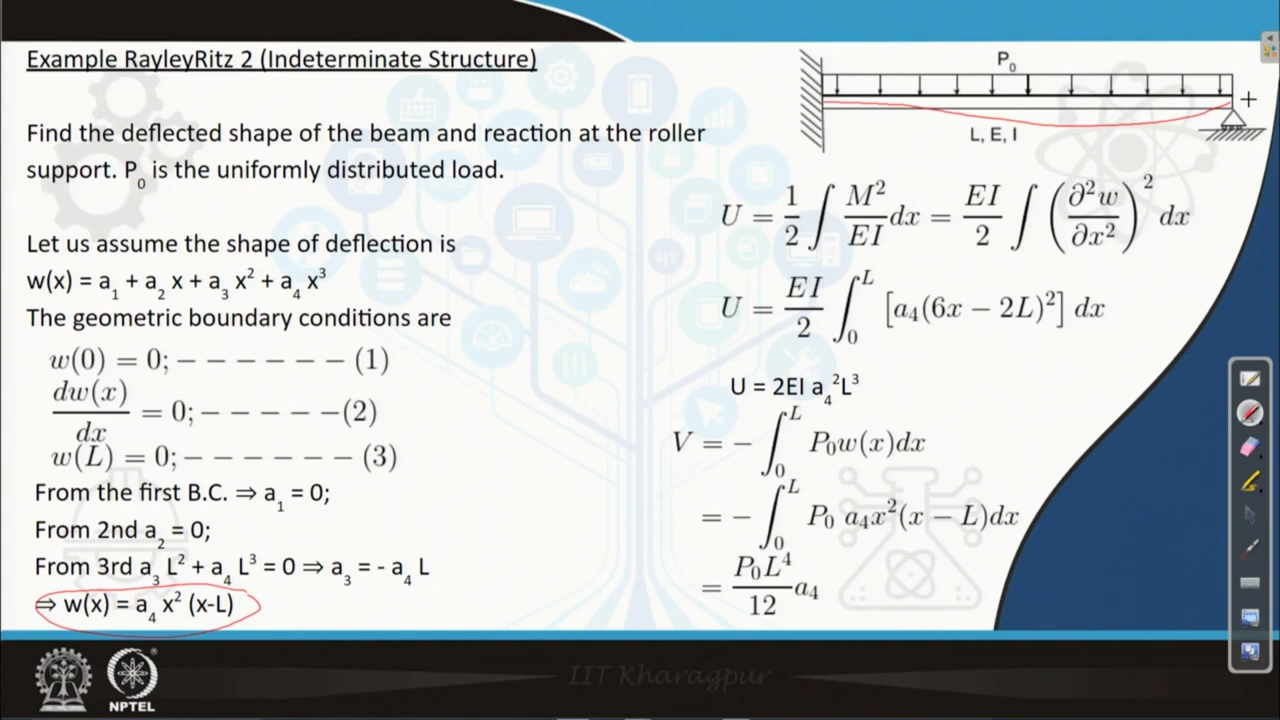 Example RayleyRitz 2 (Indeterminate Structure)
Find the deflected shape of the beam and reaction at the roller
support. P₀ is the uniformly distributed load.
Let us assume the shape of deflection is
w(x) = a₁ + a₂ x + a₃ x² + a₄ x³
The geometric boundary conditions are
w(0) = 0; − − − − − − (1)
dw(x)/dx = 0; − − − − −(2)
w(L) = 0; − − − − − − (3)
From the first B.C. ⇒ a₁ = 0;
From 2nd a₂ = 0;
From 3rd a₃ L² + a₄ L³ = 0 ⇒ a₃ = - a₄ L
⇒ w(x) = a₄ x² (x-L)
P₀
L, E, I
U = 1/2 ∫ M²/EI dx = EI/2 ∫ (∂²w/∂x²)² dx
U = EI/2 ∫₀ᴸ [a₄(6x − 2L)²] dx
U = 2EI a₄²L³
V = − ∫₀ᴸ P₀w(x)dx
= − ∫₀ᴸ P₀ a₄x²(x − L)dx
= P₀L⁴/12 a₄
NPTEL
IIT Kharagpur